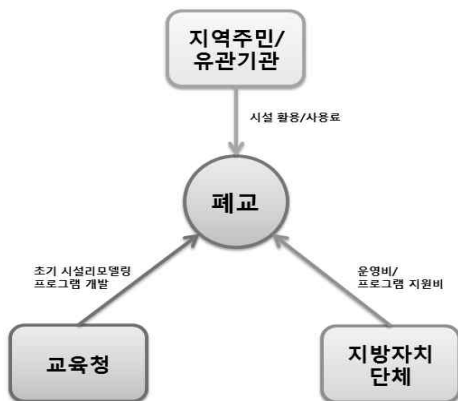 지역주민/
유관기관
시설 활용/사용료
폐교
초기 시설리모델링
프로그램 개발
운영비/
프로그램 지원비
교육청
지방자치
단체